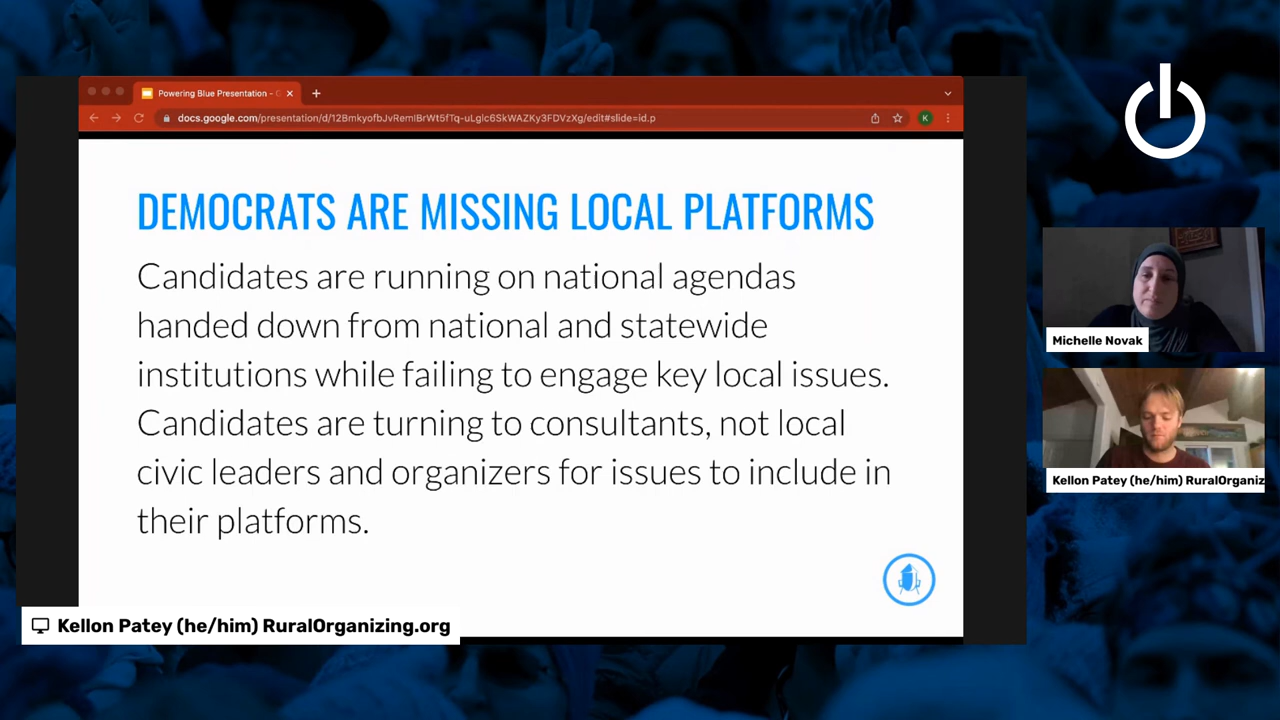 Powering Blue Presentation - G
docs.google.com/presentation/d/12BmkyofbJvRemIBrWt5fTq-uLglc6SkWAZKy3FDVzXg/edit#slide=id.p
K
DEMOCRATS ARE MISSING LOCAL PLATFORMS
Candidates are running on national agendas
handed down from national and statewide
institutions while failing to engage key local issues.
Candidates are turning to consultants, not local
civic leaders and organizers for issues to include in
their platforms.
Michelle Novak
Kellon Patey (he/him) RuralOrganiz
Kellon Patey (he/him) RuralOrganizing.org